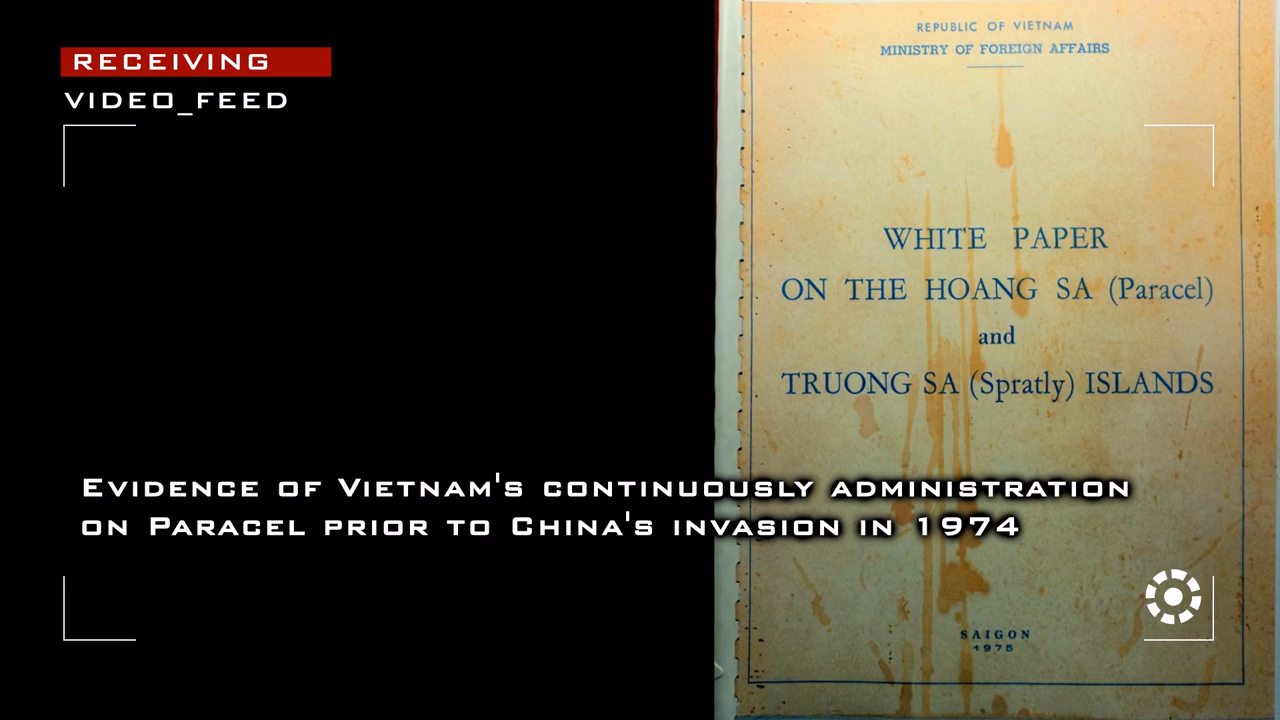 RECEIVING
VIDEO_FEED
REPUBLIC OF VIETNAM
MINISTRY OF FOREIGN AFFAIRS
WHITE PAPER
ON THE HOANG SA (Paracel)
and
TRUONG SA (Spratly) ISLANDS
Evidence of Vietnam's continuously administration
on Paracel prior to China's invasion in 1974
SAIGON
1975